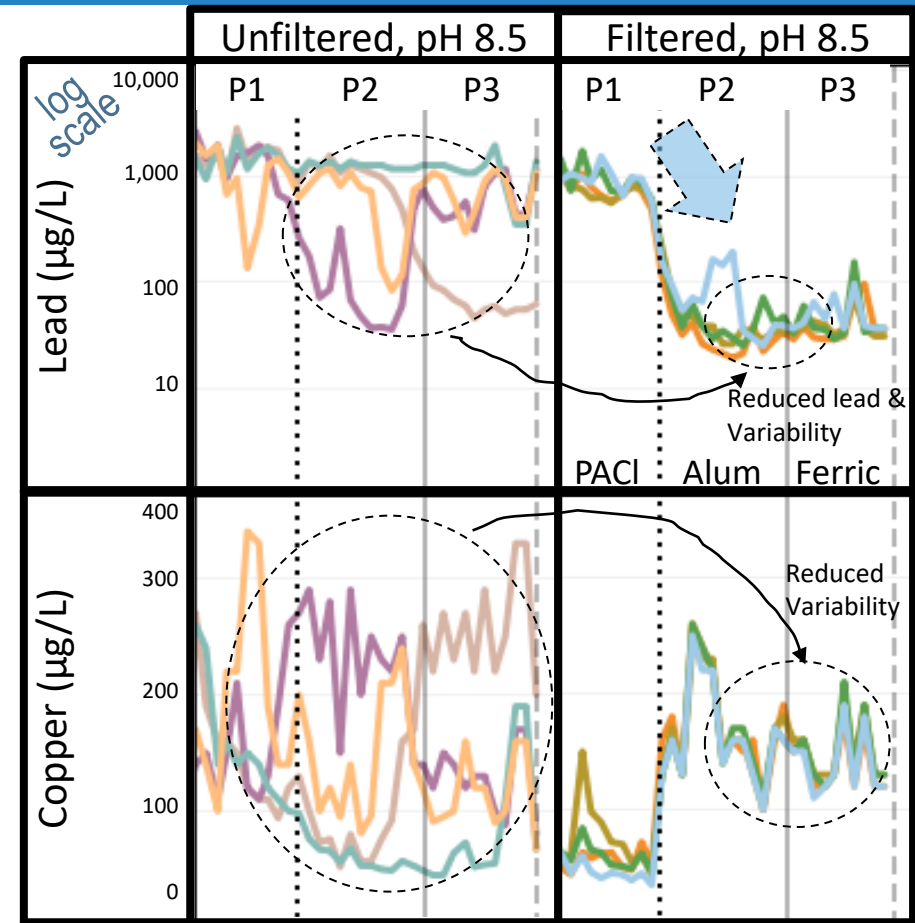 Unfiltered, pH 8.5
Filtered, pH 8.5
log
scale
Lead (µg/L)
10,000
1,000
100
10
P1
P2
P3
P1
P2
P3
Reduced lead &
Variability
PACl
Alum
Ferric
Copper (µg/L)
400
300
200
100
0
Reduced
Variability